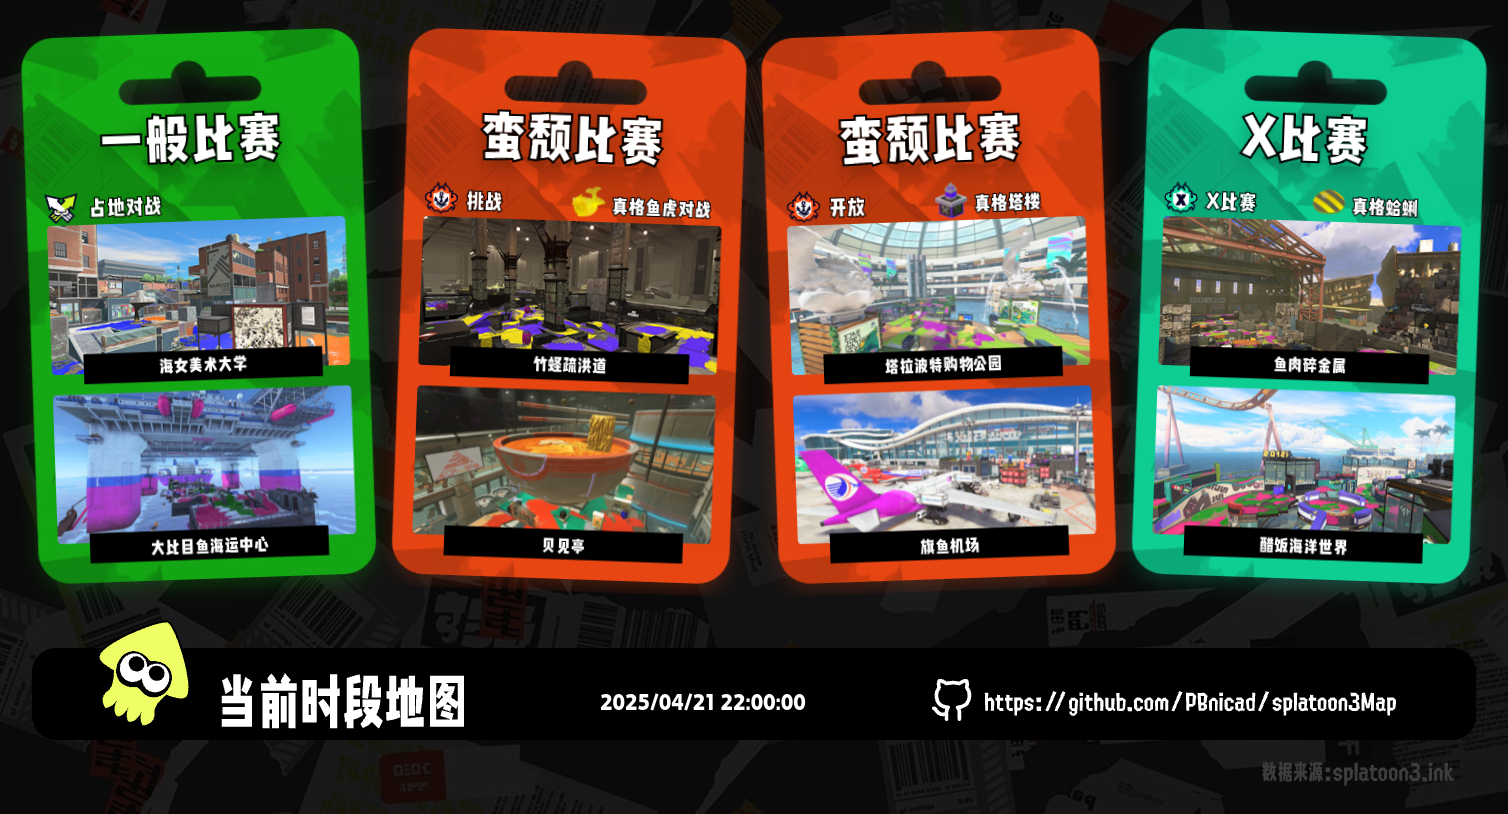 一般比赛
占地对战
海女美术大学
大比目鱼海运中心
蛮颓比赛
挑战
真格鱼虎对战
竹蛏疏洪道
贝见亭
蛮颓比赛
开放
真格塔楼
塔拉波特购物公园
旗鱼机场
X比赛
X比赛
真格蛤蜊
鱼肉碎金属
醋饭海洋世界
当前时段地图
2025/04/21 22:00:00
https://github.com/PBnicad/splatoon3Map
数据来源:splatoon3.ink